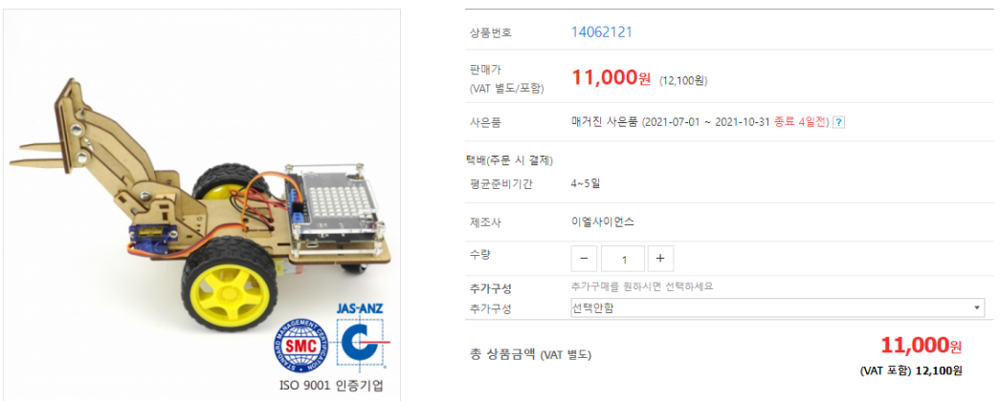 상품번호 14062121
판매가
(VAT 별도/포함) 11,000원 (12,100원)
사은품 매거진 사은품 (2021-07-01 ~ 2021-10-31 종료 4일전) ?
택배(주문 시 결제)
평균준비기간 4~5일
제조사 이엘사이언스
수량 - 1 +
추가구성 추가구매를 원하시면 선택하세요
추가구성 선택안함
총 상품금액 (VAT 별도) 11,000원
(VAT 포함) 12,100원
JAS-ANZ
STANDARD MANAGEMENT CERTIFICATION
SMC
C
ISO 9001 인증기업